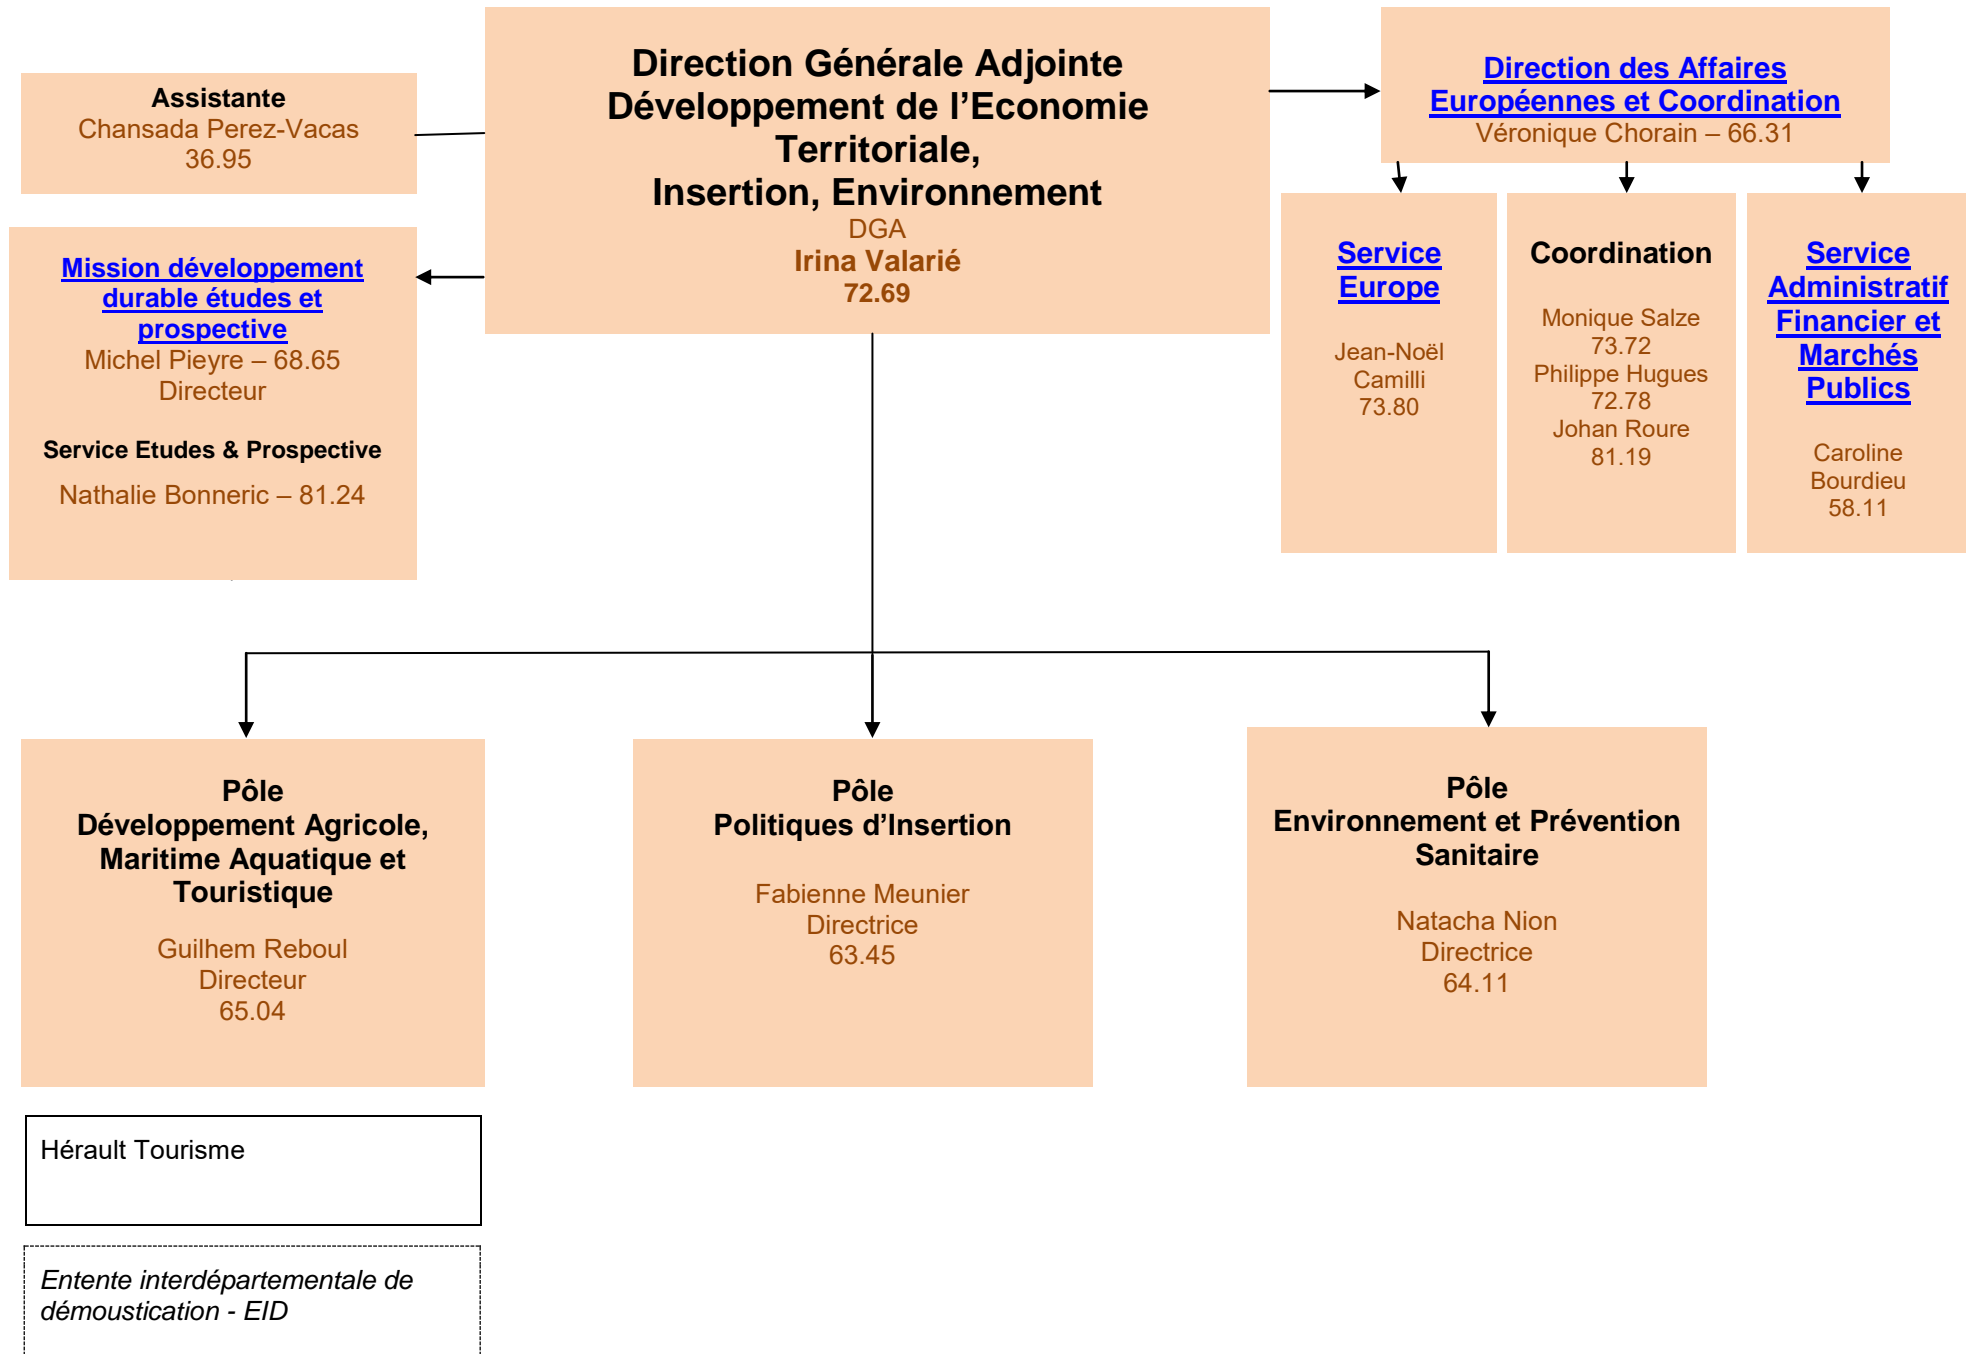 Assistante
Chansada Perez-Vacas
36.95
Direction Générale Adjointe
Développement de l’Economie
Territoriale,
Insertion, Environnement
DGA
Irina Valarié
72.69
Direction des Affaires
Européennes et Coordination
Véronique Chorain – 66.31
Mission développement
durable études et
prospective
Michel Pieyre – 68.65
Directeur
Service Etudes & Prospective
Nathalie Bonneric – 81.24
Service
Europe
Jean-Noël
Camilli
73.80
Coordination
Monique Salze
73.72
Philippe Hugues
72.78
Johan Roure
81.19
Service
Administratif
Financier et
Marchés
Publics
Caroline
Bourdieu
58.11
Pôle
Développement Agricole,
Maritime Aquatique et
Touristique
Guilhem Reboul
Directeur
65.04
Pôle
Politiques d’Insertion
Fabienne Meunier
Directrice
63.45
Pôle
Environnement et Prévention
Sanitaire
Natacha Nion
Directrice
64.11
Hérault Tourisme
Entente interdépartementale de
démoustication - EID